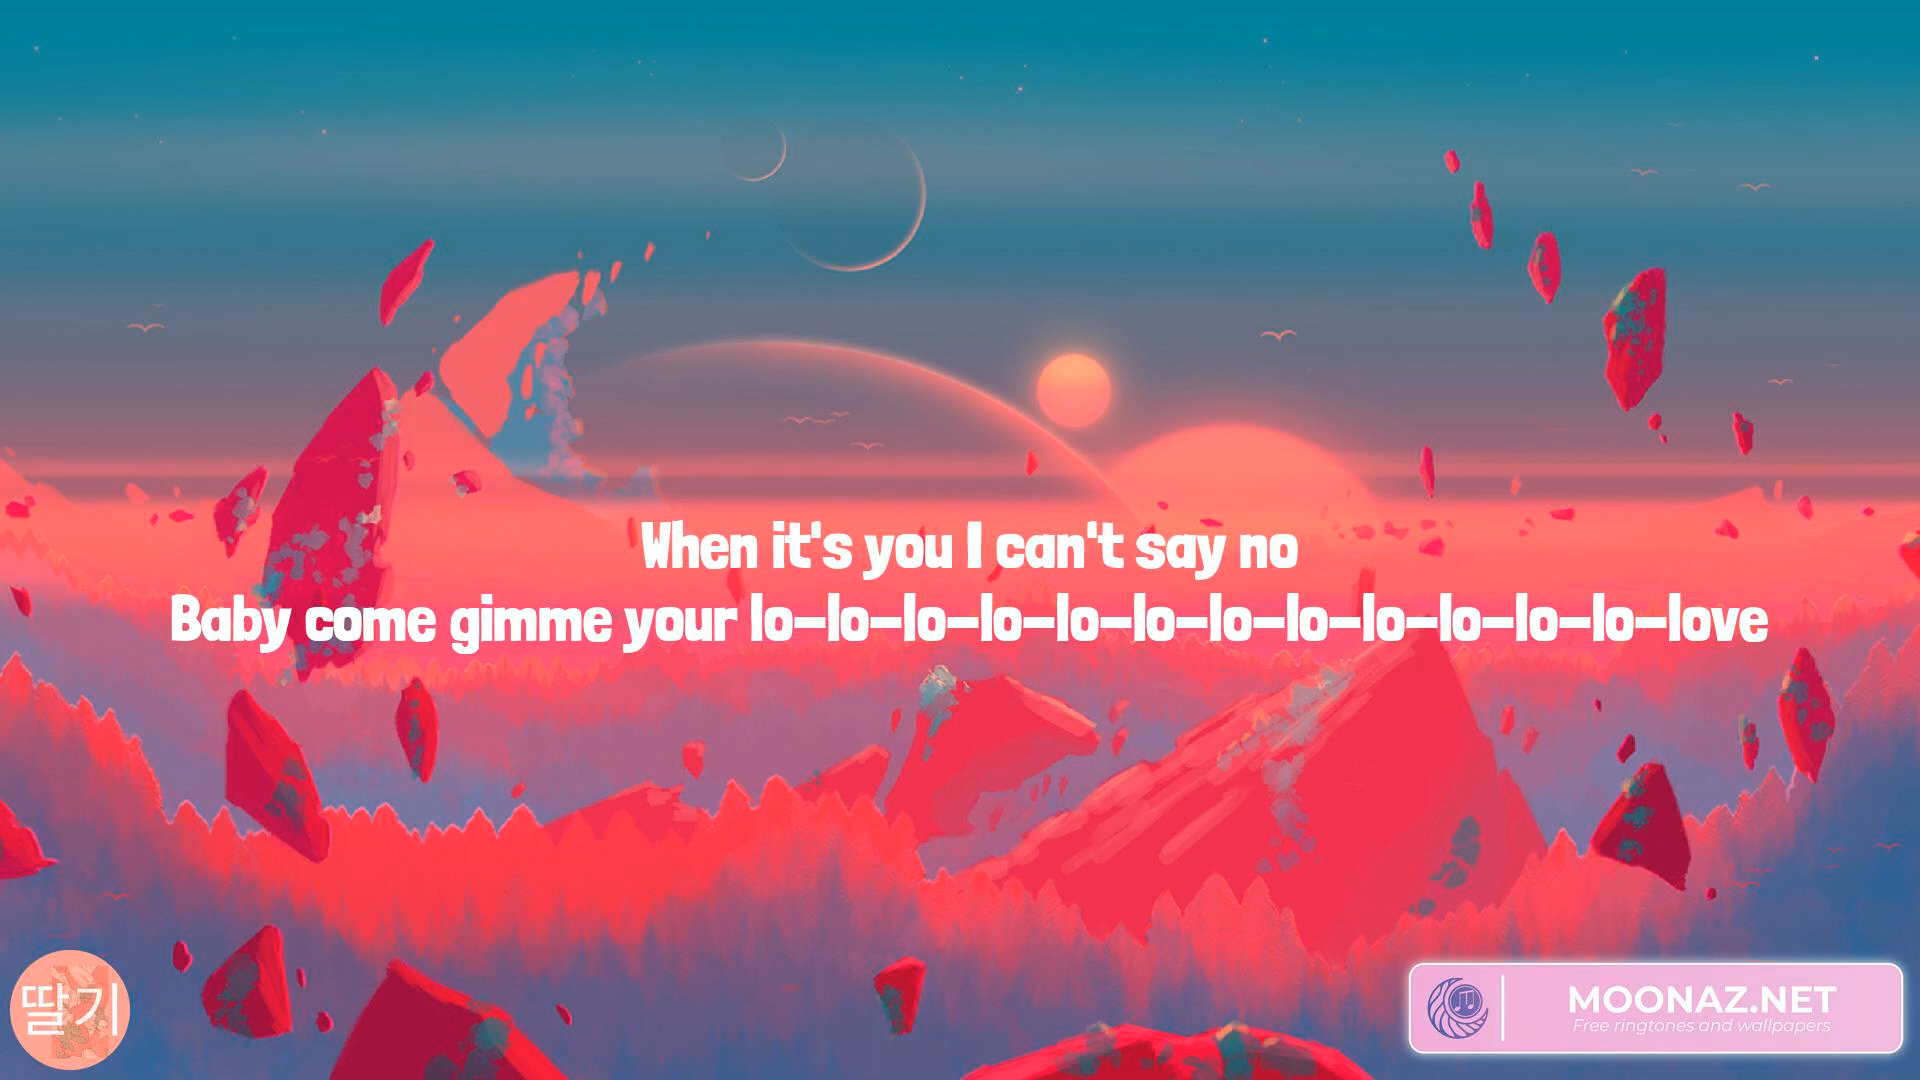 When it's you I can't say no
Baby come gimme your lo-lo-lo-lo-lo-lo-lo-lo-lo-lo-lo-lo-love
딸기
MOONAZ.NET
Free ringtones and wallpapers